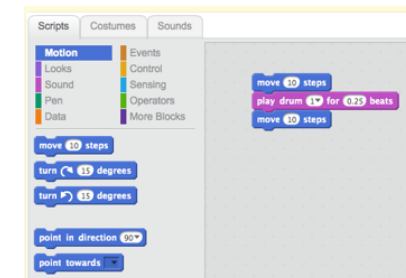 Scripts Costumes Sounds
Motion Events
Looks Control
Sound Sensing
Pen Operators
Data More Blocks
move 10 steps
turn 15 degrees
turn 15 degrees
point in direction 90
point towards
move 10 steps
play drum 1 for 0.25 beats
move 10 steps